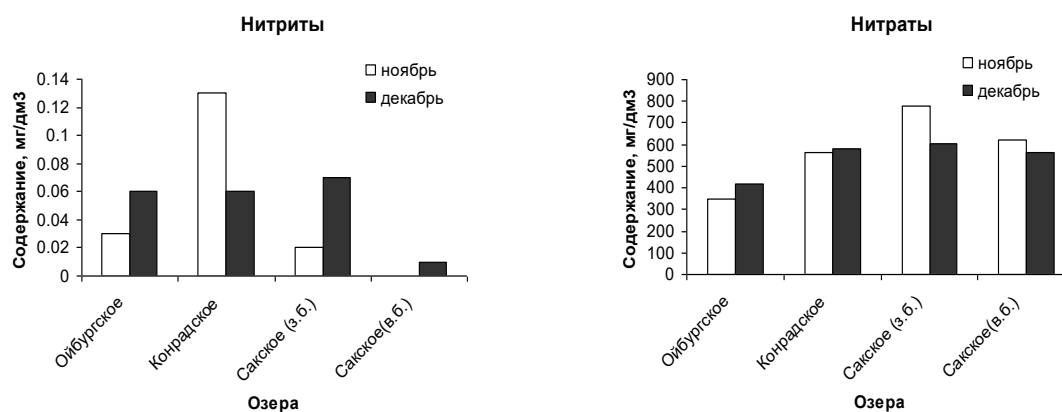 Нитриты
ноябрь
декабрь
Содержание, мг/дм3
0.14
0.12
0.1
0.08
0.06
0.04
0.02
0
Ойбургское
Конрадское
Сакское (з.б.)
Сакское(в.б.)
Озера
Нитраты
ноябрь
декабрь
Содержание, мг/дм3
900
800
700
600
500
400
300
200
100
0
Ойбургское
Конрадское
Сакское (з.б.)
Сакское(в.б.)
Озера